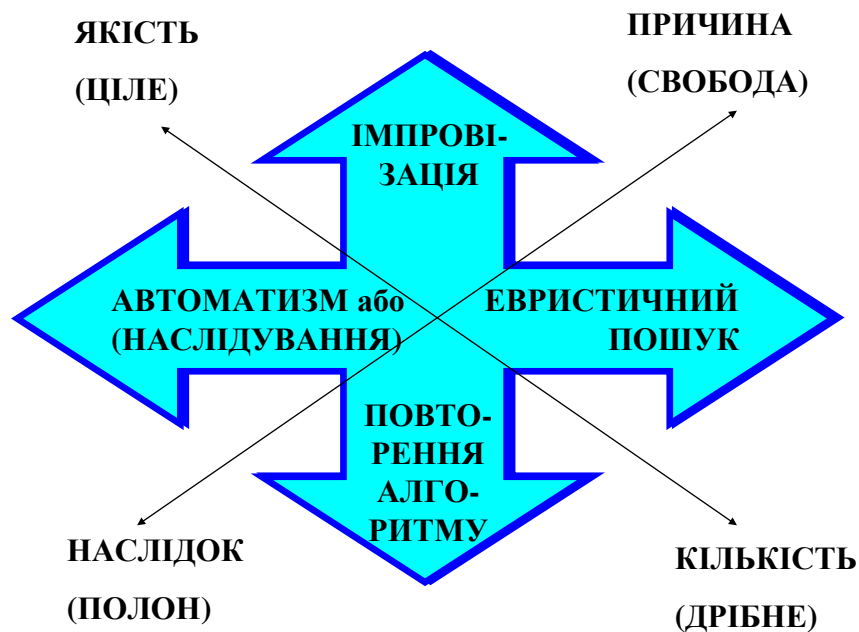 ЯКІСТЬ
(ЦІЛЕ)
ПРИЧИНА
(СВОБОДА)
ІМПРОВІ-
ЗАЦІЯ
АВТОМАТИЗМ або
(НАСЛІДУВАННЯ)
ЕВРИСТИЧНИЙ
ПОШУК
ПОВТО-
РЕННЯ
АЛГО-
РИТМУ
НАСЛІДОК
(ПОЛОН)
КІЛЬКІСТЬ
(ДРІБНЕ)